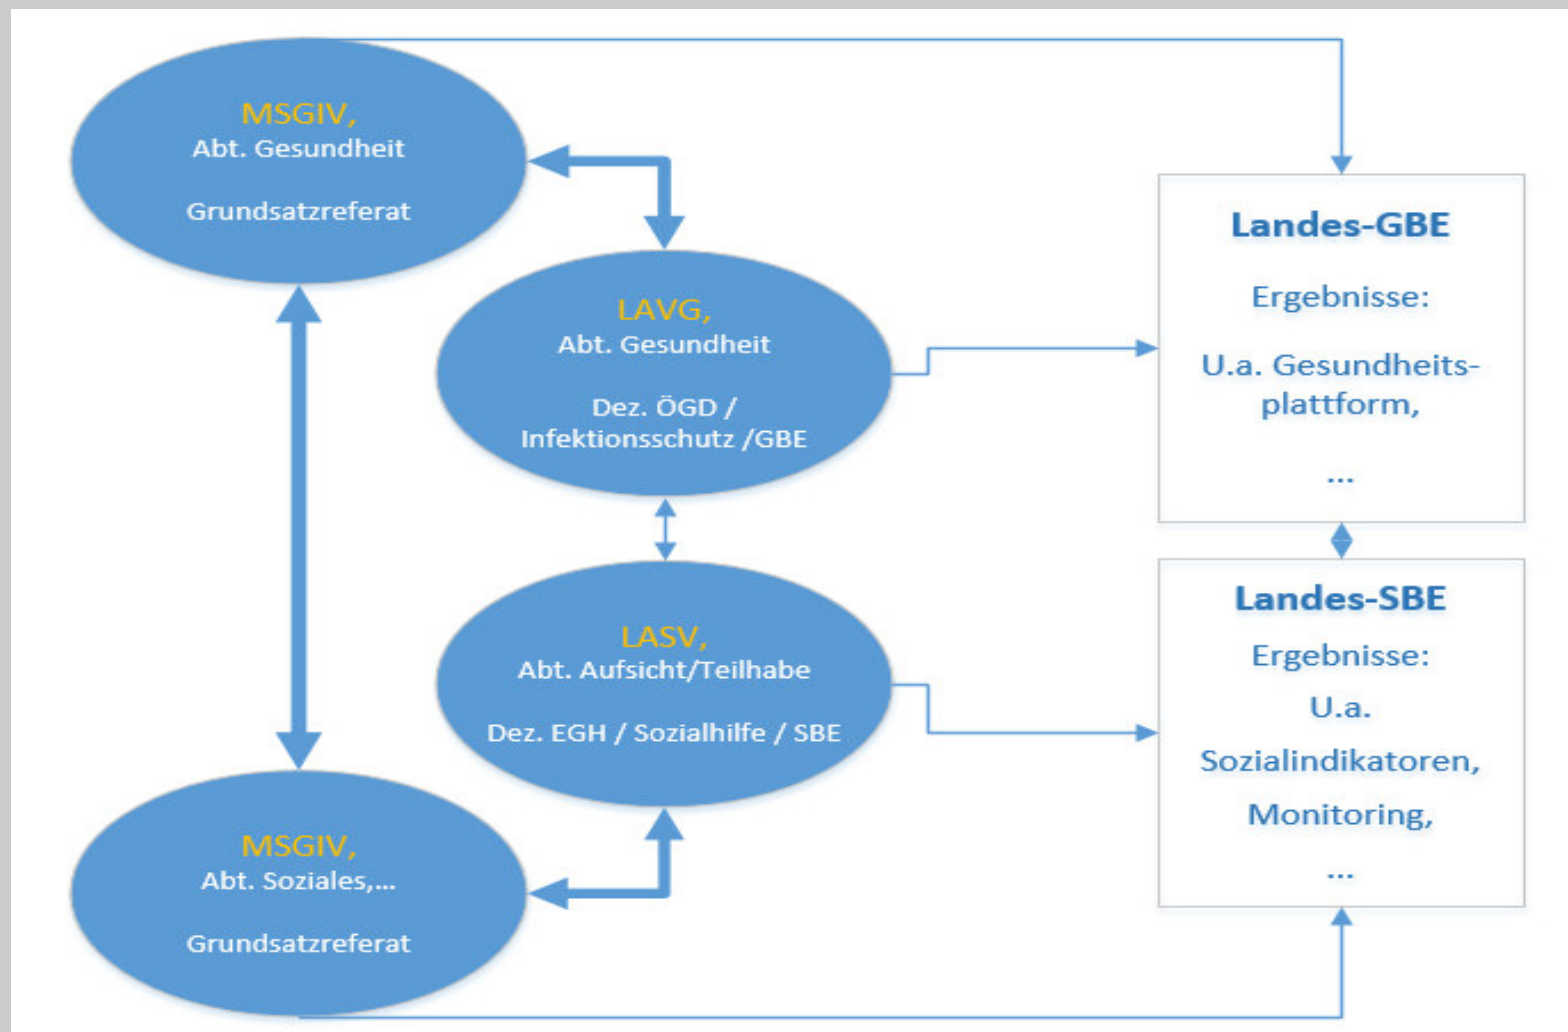 MSGIV,
Abt. Gesundheit
Grundsatzreferat
LAVG,
Abt. Gesundheit
Dez. ÖGD /
Infektionsschutz /GBE
LASV,
Abt. Aufsicht/Teilhabe
Dez. EGH / Sozialhilfe / SBE
MSGIV,
Abt. Soziales,...
Grundsatzreferat
Landes-GBE
Ergebnisse:
U.a. Gesundheits-
plattform,
...
Landes-SBE
Ergebnisse:
U.a.
Sozialindikatoren,
Monitoring,
...